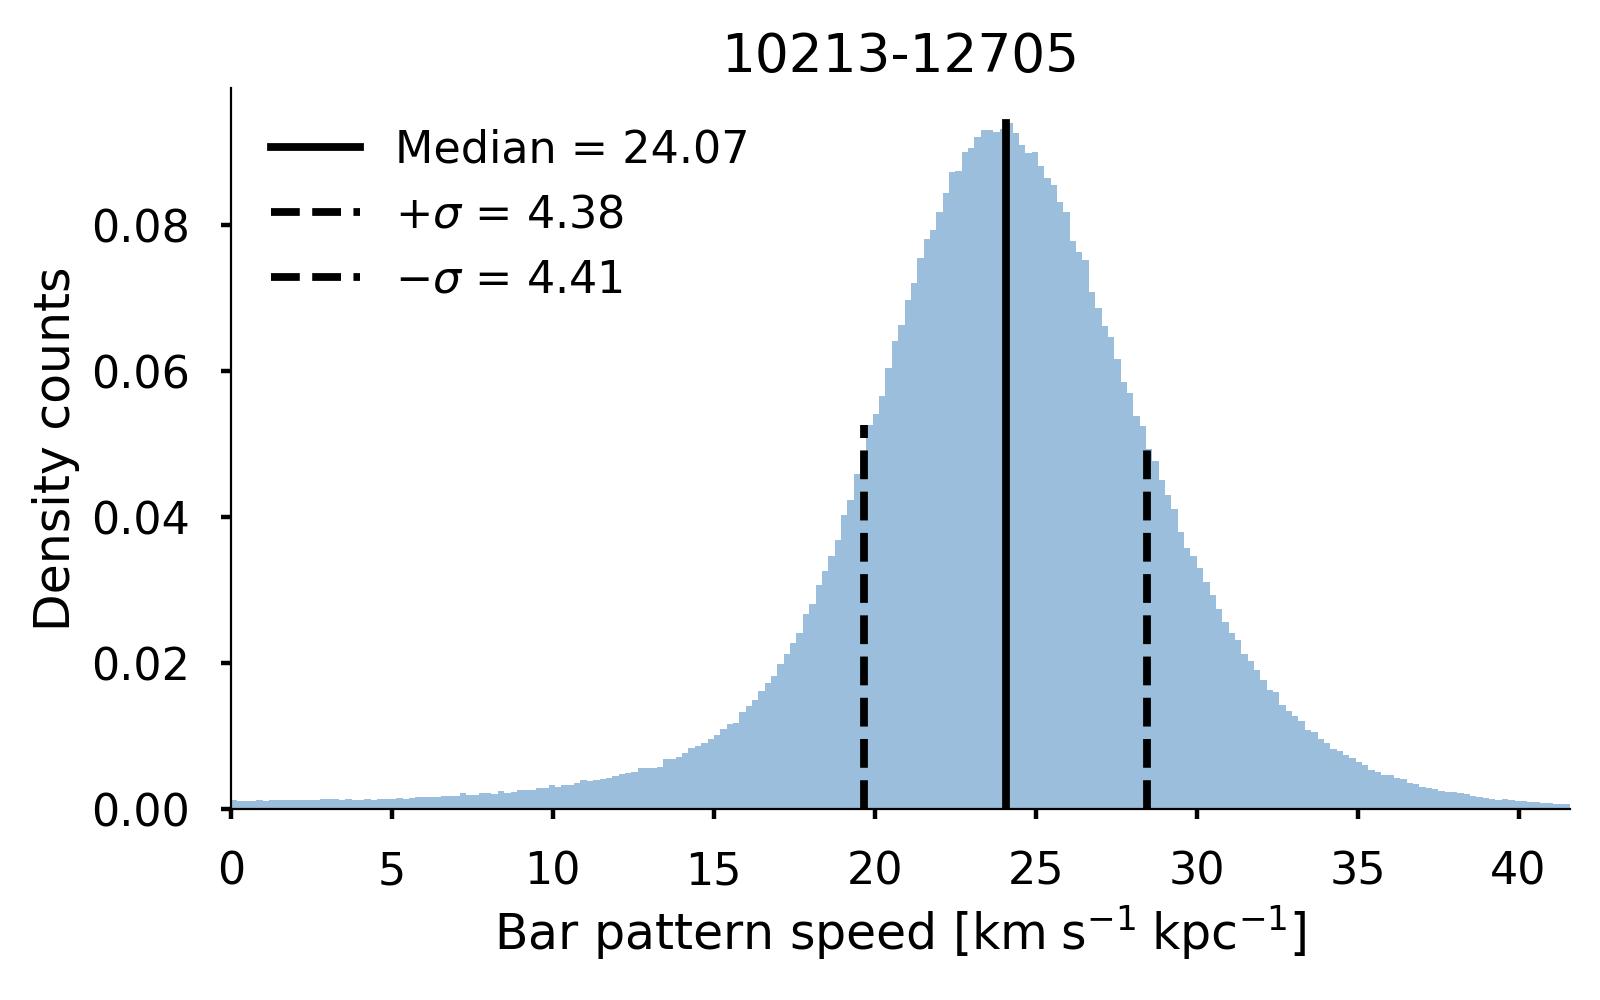 10213-12705
Median = 24.07
+σ = 4.38
−σ = 4.41
Density counts
0.08
0.06
0.04
0.02
0.00
0 5 10 15 20 25 30 35 40
Bar pattern speed [km s⁻¹ kpc⁻¹]